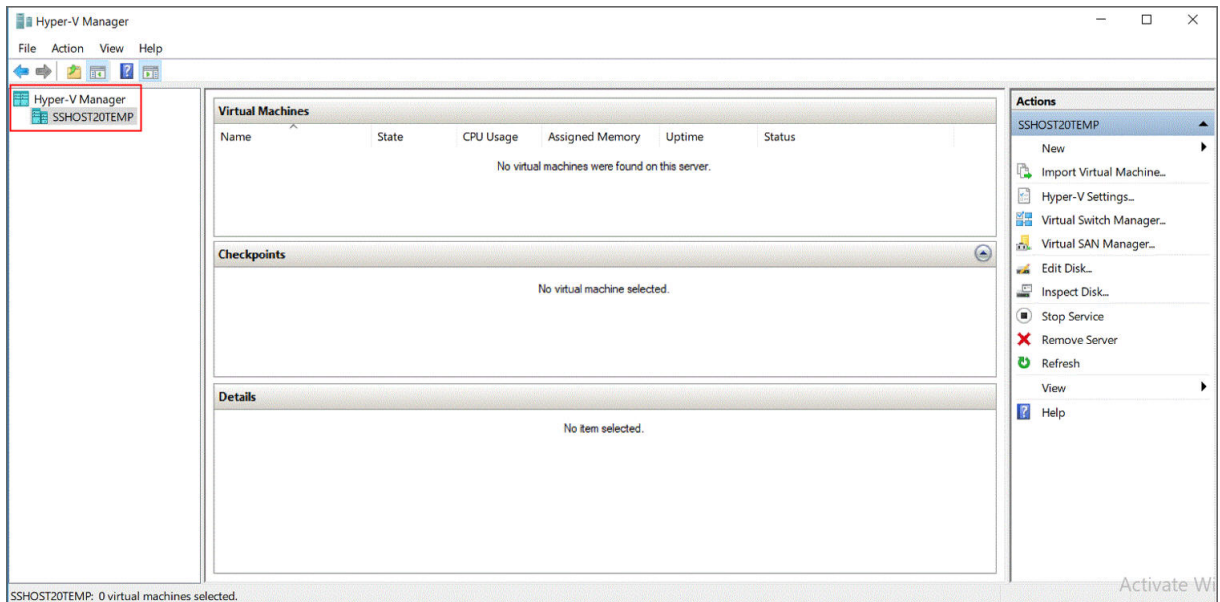 Hyper-V Manager
File Action View Help
Hyper-V Manager
SSHOST20TEMP
Virtual Machines
Name State CPU Usage Assigned Memory Uptime Status
No virtual machines were found on this server.
Checkpoints
No virtual machine selected.
Details
No item selected.
Actions
SSHOST20TEMP
New
Import Virtual Machine...
Hyper-V Settings...
Virtual Switch Manager...
Virtual SAN Manager...
Edit Disk...
Inspect Disk...
Stop Service
Remove Server
Refresh
View
Help
Activate Wi
SSHOST20TEMP: 0 virtual machines selected.